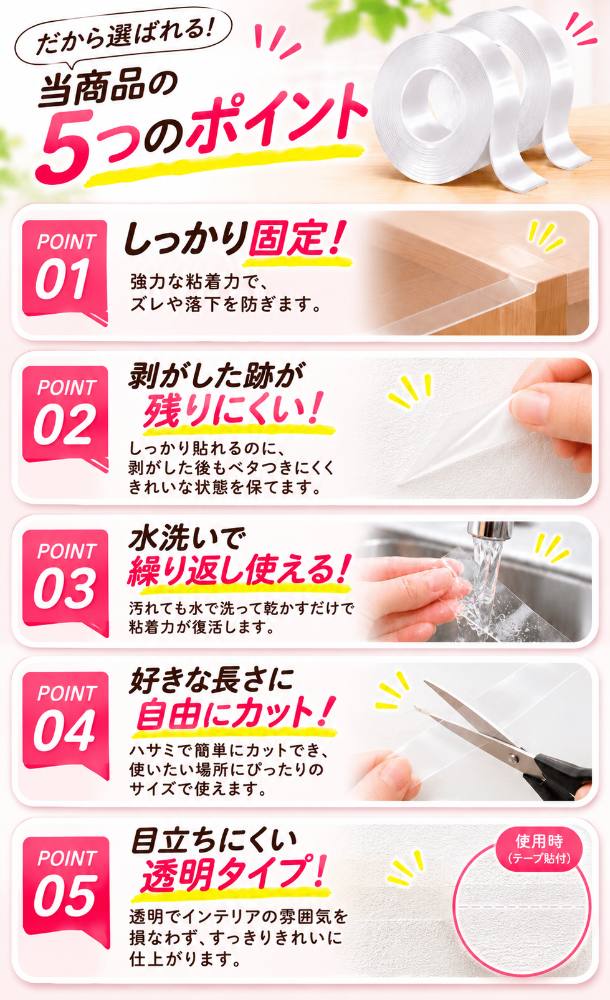 だから選ばれる!
当商品の
5つのポイント
POINT
01
しっかり固定!
強力な粘着力で、
ズレや落下を防ぎます。
POINT
02
剥がした跡が
残りにくい!
しっかり貼れるのに、
剥がした後もベタつきにくく
きれいな状態を保てます。
POINT
03
水洗いで
繰り返し使える!
汚れても水で洗って乾かすだけで
粘着力が復活します。
POINT
04
好きな長さに
自由にカット!
ハサミで簡単にカットでき、
使いたい場所にぴったりの
サイズで使えます。
POINT
05
目立ちにくい
透明タイプ!
透明でインテリアの雰囲気を
損なわず、すっきりきれいに
仕上がります。
使用時
(テープ貼付)